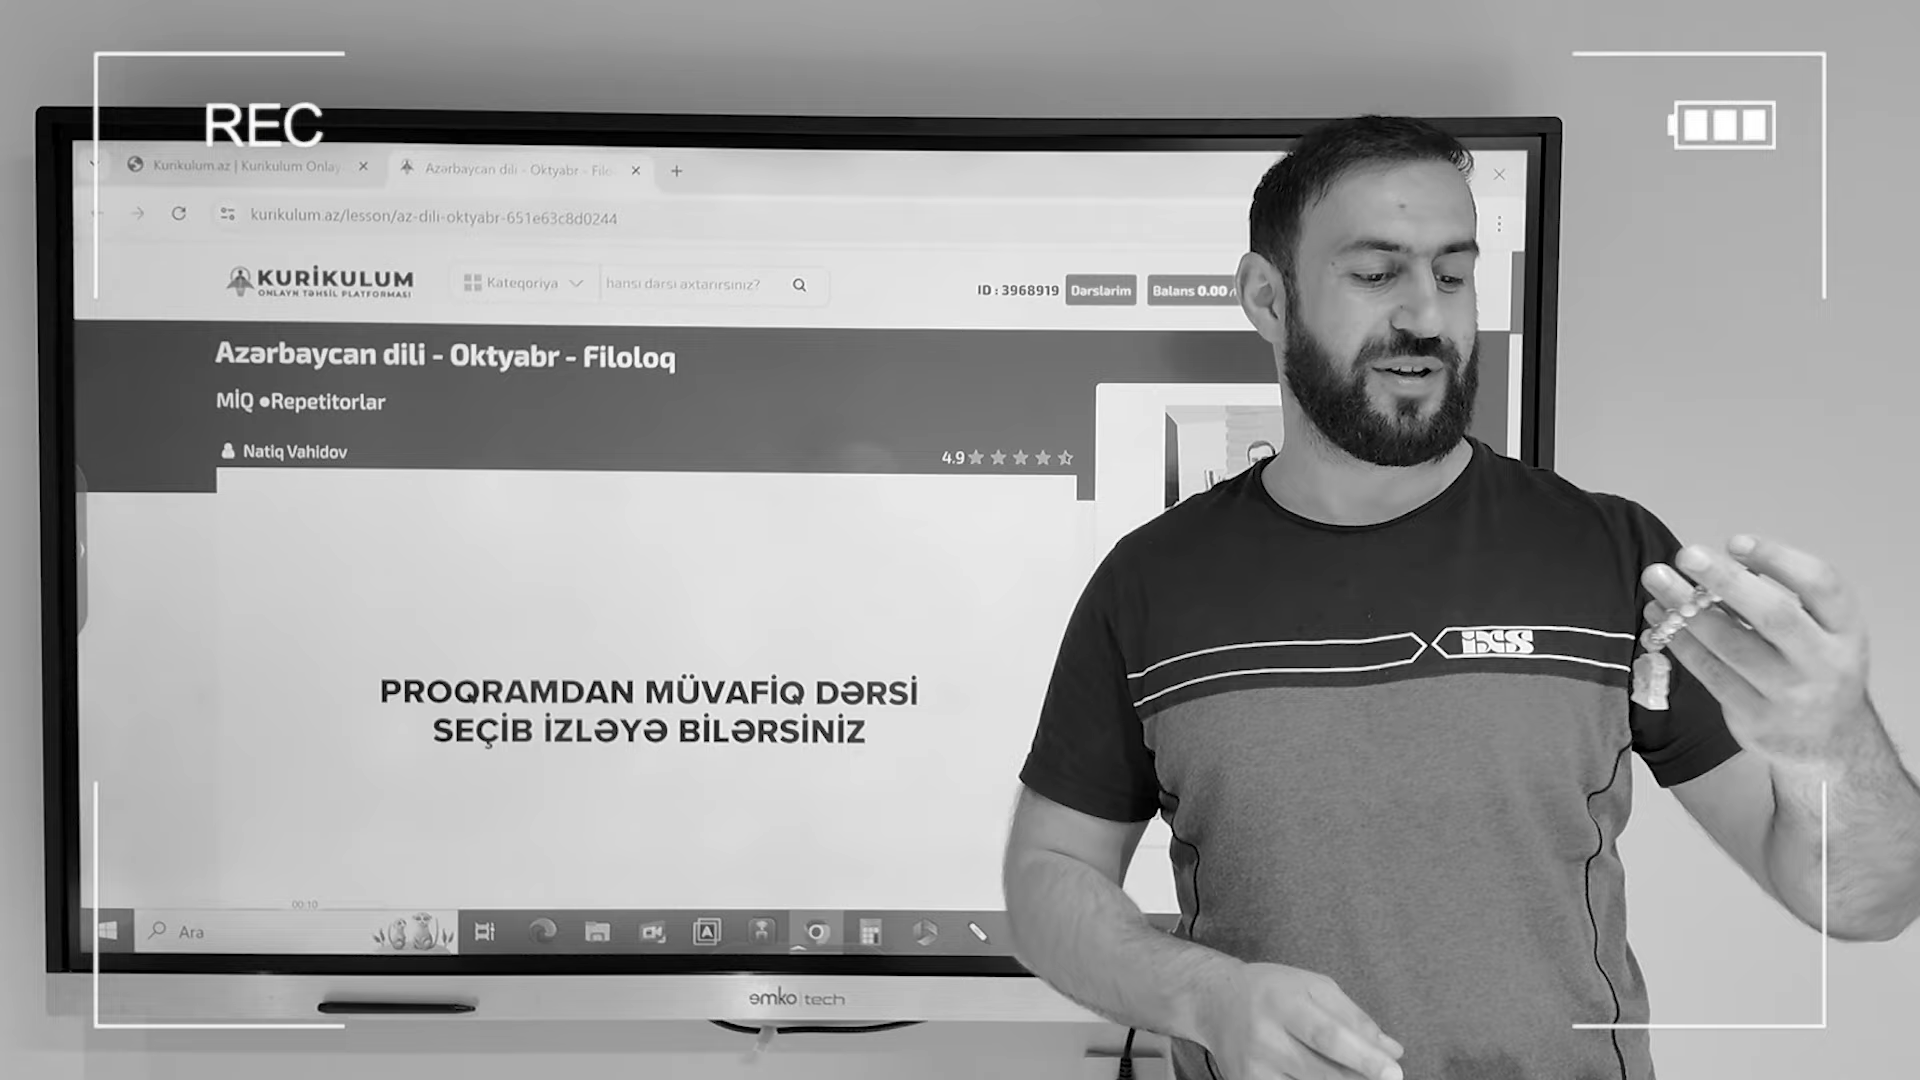 REC
Kurikulum.az | Kurikulum Onlay
Azərbaycan dili - Oktyabr - Filo
kurikulum.az/lesson/az-dili-oktyabr-651e63c8d0244
KURİKULUM
ONLAYN TƏHSİL PLATFORMASI
Kateqoriya
hansı dərsi axtarırsınız?
ID : 3968919
Dərslərim
Balans 0.00
Azərbaycan dili - Oktyabr - Filoloq
MİQ ●Repetitorlar
Natiq Vahidov
4.9
iXS
PROQRAMDAN MÜVAFİQ DƏRSİ
SEÇİB İZLƏYƏ BİLƏRSİNİZ
00:10
Ara
emko | tech